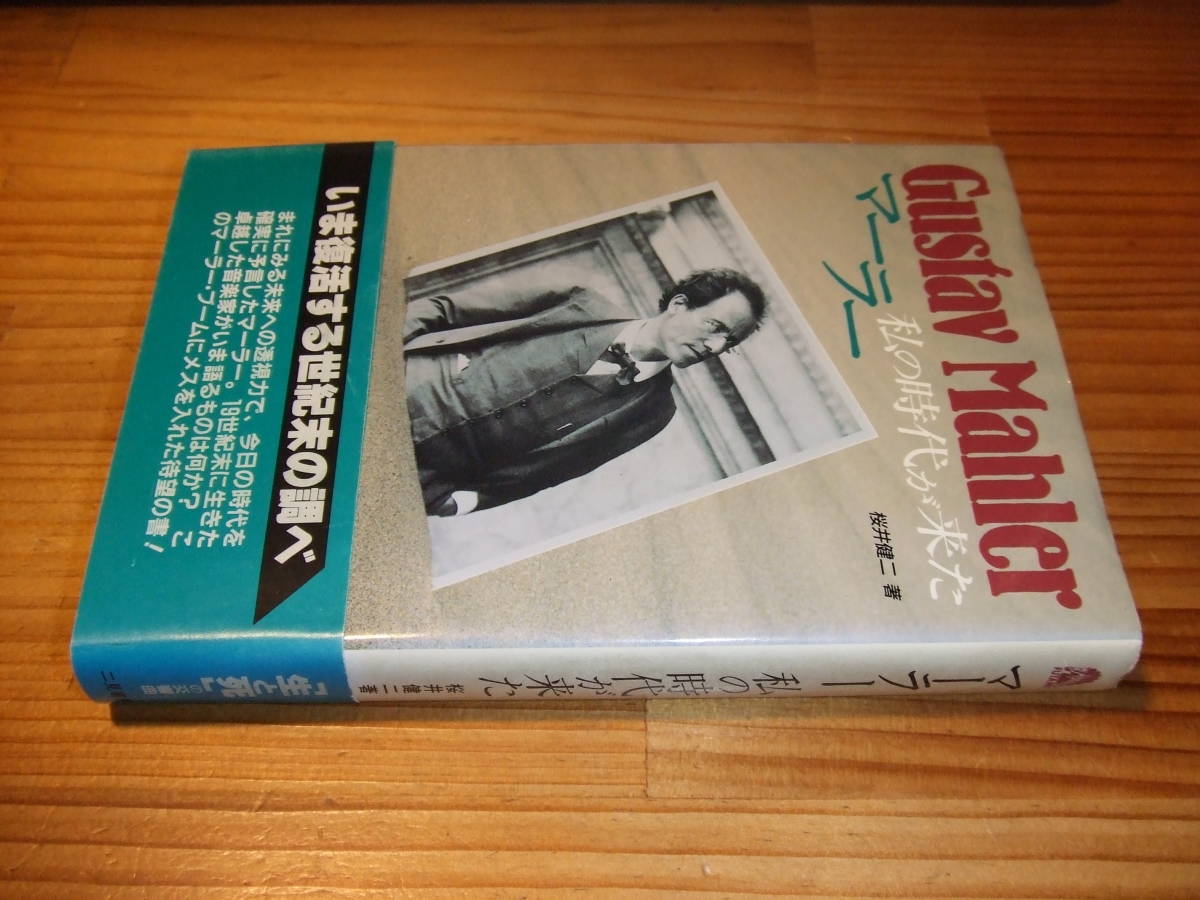 Gustav Mahler
マーラー
私の時代が来た
桜井健二 著
いま復活する世紀末の調べ
まれにみる未来への透視力で、今日の時代を
確実に予言したマーラー。19世紀末に生きた
卓越した音楽家がいま語るものは何か? こ
のマーラー・ブームにメスを入れた待望の書!
マーラー 私の時代が来た 桜井健二 著
「生と死」の交響曲